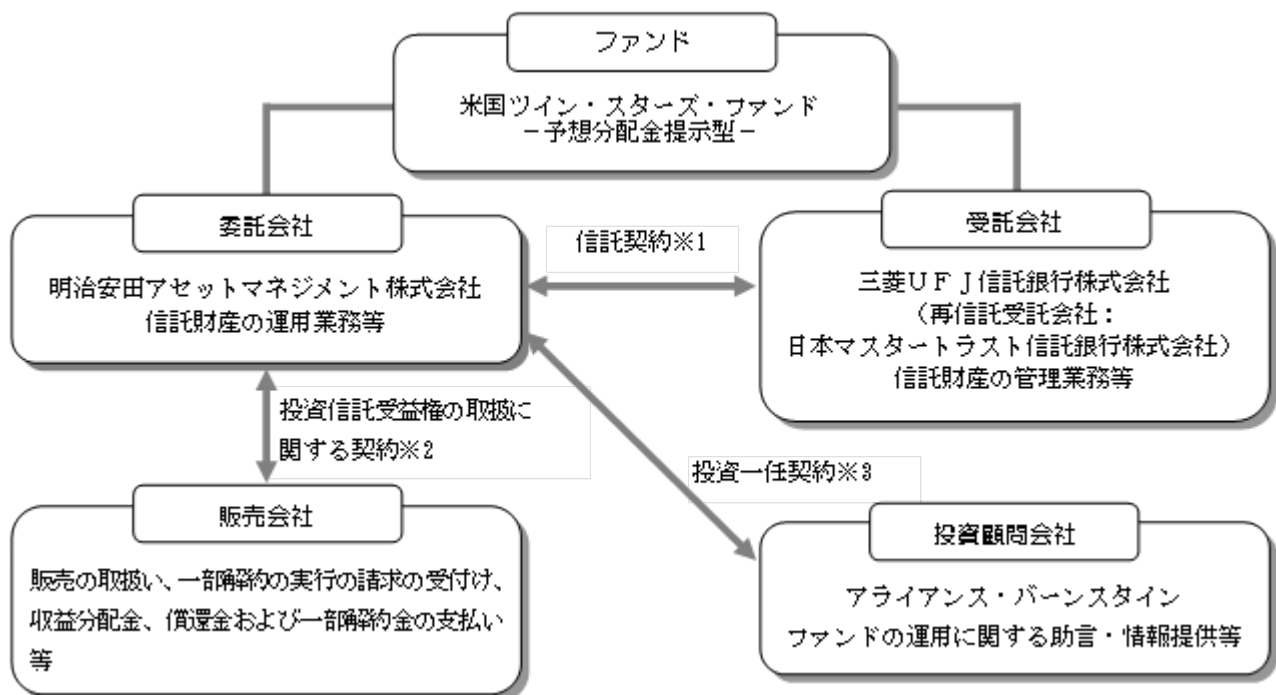 ファンド
米国ツイン・スターズ・ファンド
－予想分配金提示型－
委託会社
明治安田アセットマネジメント株式会社
信託財産の運用業務等
信託契約※1
受託会社
三菱ＵＦＪ信託銀行株式会社
（再信託受託会社：
日本マスタートラスト信託銀行株式会社）
信託財産の管理業務等
投資信託受益権の取扱に
関する契約※2
投資一任契約※3
販売会社
販売の取扱い、一部解約の実行の請求の受付け、
収益分配金、償還金および一部解約金の支払い
等
投資顧問会社
アライアンス・バーンスタイン
ファンドの運用に関する助言・情報提供等